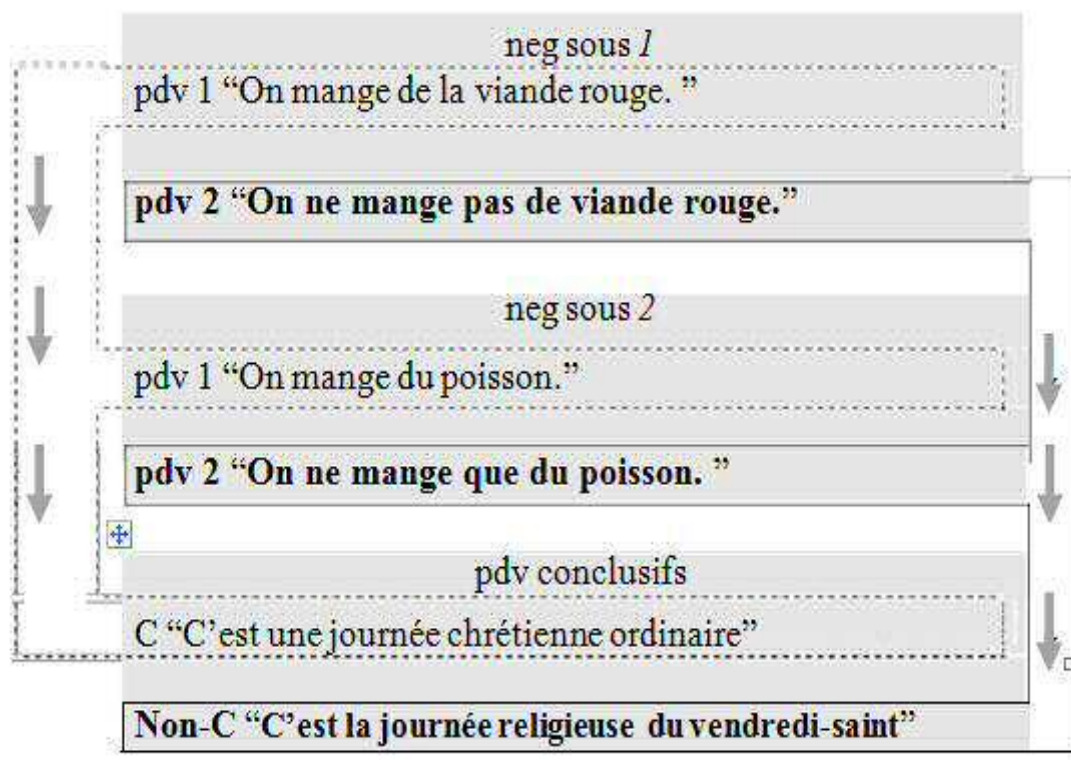 neg sous 1
pdv 1 “On mange de la viande rouge. ”
pdv 2 “On ne mange pas de viande rouge.”
neg sous 2
pdv 1 “On mange du poisson.”
pdv 2 “On ne mange que du poisson. ”
pdv conclusifs
C “C’est une journée chrétienne ordinaire”
Non-C “C’est la journée religieuse du vendredi-saint”